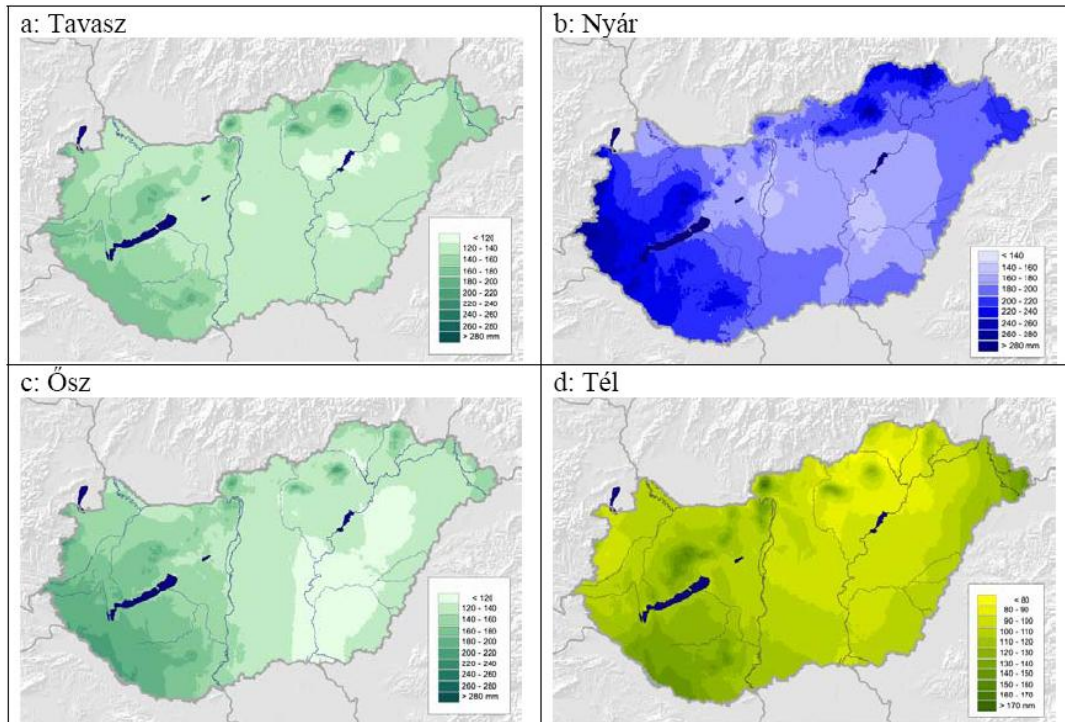 a: Tavasz
< 120
120 - 140
140 - 160
160 - 180
180 - 200
200 - 220
220 - 240
240 - 260
260 - 280
> 280 mm
b: Nyár
< 140
140 - 160
160 - 180
180 - 200
200 - 220
220 - 240
240 - 260
260 - 280
> 280 mm
c: Ősz
< 120
120 - 140
140 - 160
160 - 180
180 - 200
200 - 220
220 - 240
240 - 260
260 - 280
> 280 mm
d: Tél
< 80
80 - 90
90 - 100
100 - 110
110 - 120
120 - 130
130 - 140
140 - 150
150 - 160
160 - 170
> 170 mm